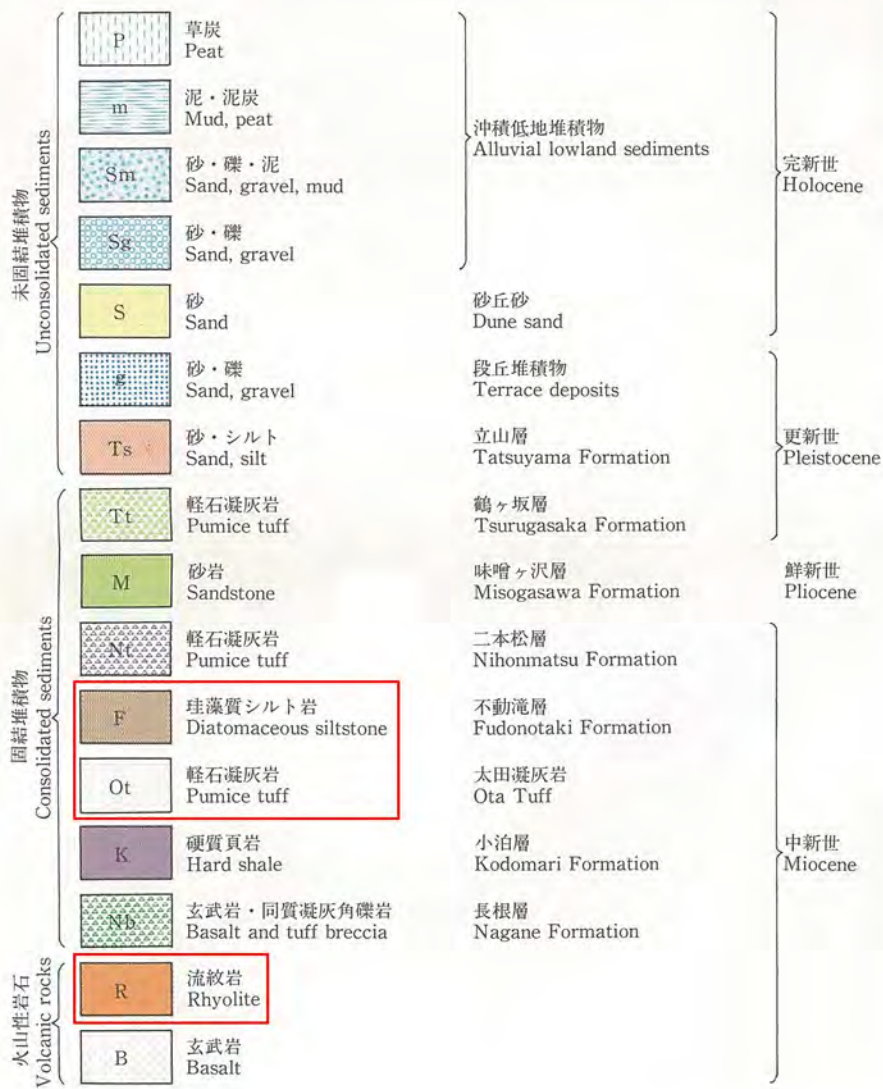 未固結堆積物
Unconsolidated sediments
P
草炭
Peat
m
泥・泥炭
Mud, peat
Sm
砂・礫・泥
Sand, gravel, mud
Sg
砂・礫
Sand, gravel
沖積低地堆積物
Alluvial lowland sediments
完新世
Holocene
S
砂
Sand
砂丘砂
Dune sand
g
砂・礫
Sand, gravel
段丘堆積物
Terrace deposits
Ts
砂・シルト
Sand, silt
立山層
Tatsuyama Formation
更新世
Pleistocene
固結堆積物
Consolidated sediments
Tt
軽石凝灰岩
Pumice tuff
鶴ヶ坂層
Tsurugasaka Formation
M
砂岩
Sandstone
味噌ヶ沢層
Misogasawa Formation
鮮新世
Pliocene
Nt
軽石凝灰岩
Pumice tuff
二本松層
Nihonmatsu Formation
F
珪藻質シルト岩
Diatomaceous siltstone
不動滝層
Fudonotaki Formation
Ot
軽石凝灰岩
Pumice tuff
太田凝灰岩
Ota Tuff
K
硬質頁岩
Hard shale
小泊層
Kodomari Formation
中新世
Miocene
Nb
玄武岩・同質凝灰角礫岩
Basalt and tuff breccia
長根層
Nagane Formation
火山性岩石
Volcanic rocks
R
流紋岩
Rhyolite
B
玄武岩
Basalt